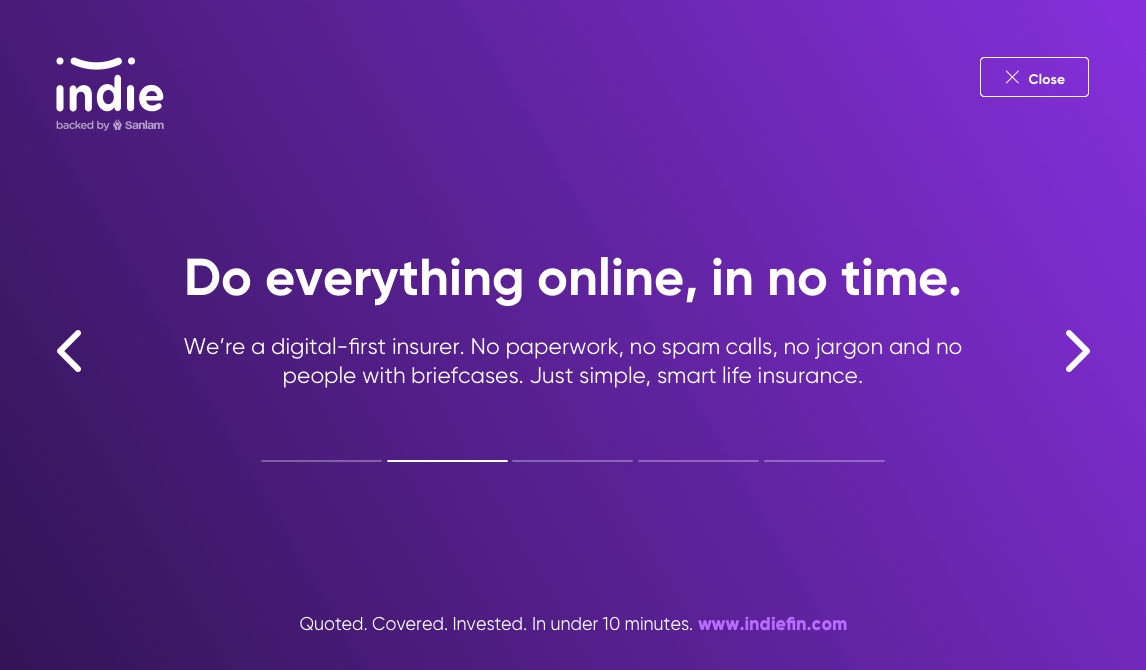 indie
backed by Sanlam
Close
Do everything online, in no time.
We’re a digital-first insurer. No paperwork, no spam calls, no jargon and no
people with briefcases. Just simple, smart life insurance.
Quoted. Covered. Invested. In under 10 minutes. www.indiefin.com